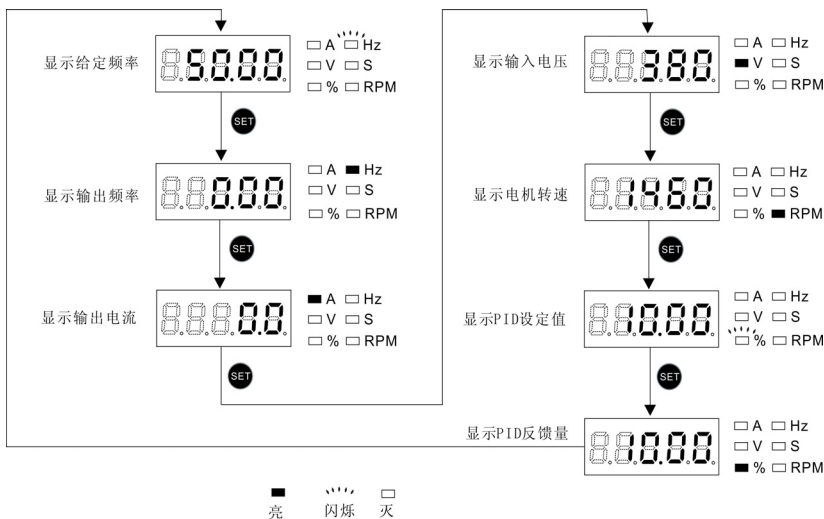 显示给定频率
50.00
A Hz
V S
% RPM
SET
显示输出频率
0.00
A Hz
V S
% RPM
SET
显示输出电流
0.0
A Hz
V S
% RPM
SET
显示输入电压
380
A Hz
V S
% RPM
SET
显示电机转速
1460
A Hz
V S
% RPM
SET
显示PID设定值
10.00
A Hz
V S
% RPM
SET
显示PID反馈量
10.00
A Hz
V S
% RPM
亮 闪烁 灭